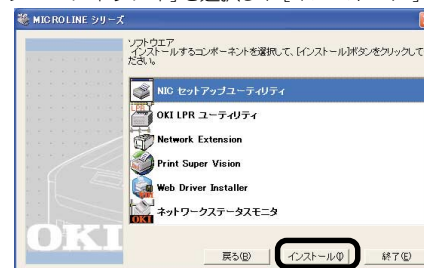 MICROLINE シリーズ
ソフトウエア
インストールするコンポーネントを選択して、[インストール]ボタンをクリックして
ださい。
NIC セットアップユーティリティ
OKI LPR ユーティリティ
Network Extension
Print Super Vision
Web Driver Installer
ネットワークステータスモニタ
OKI
戻る(B) インストール(I) 終了(E)